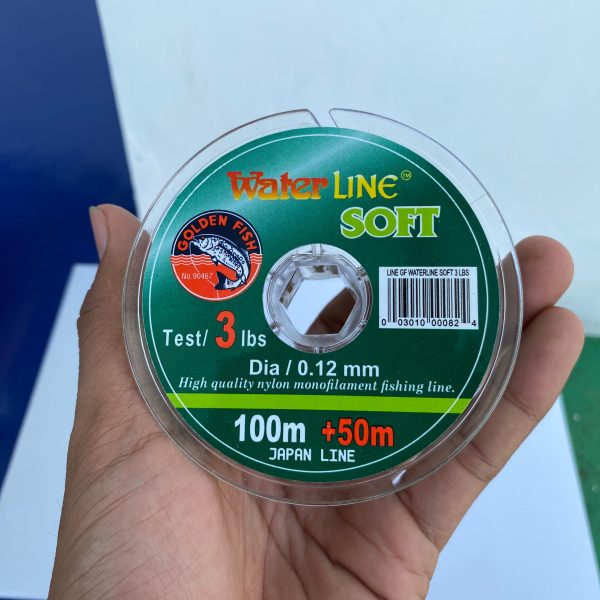 Water LINE™
SOFT
GOLDEN FISH
No.90467
LINE GF WATERLINE SOFT 3 LBS
0 03010 00082 4
Test/ 3 lbs
Dia / 0.12 mm
High quality nylon monofilament fishing line.
100m +50m
JAPAN LINE